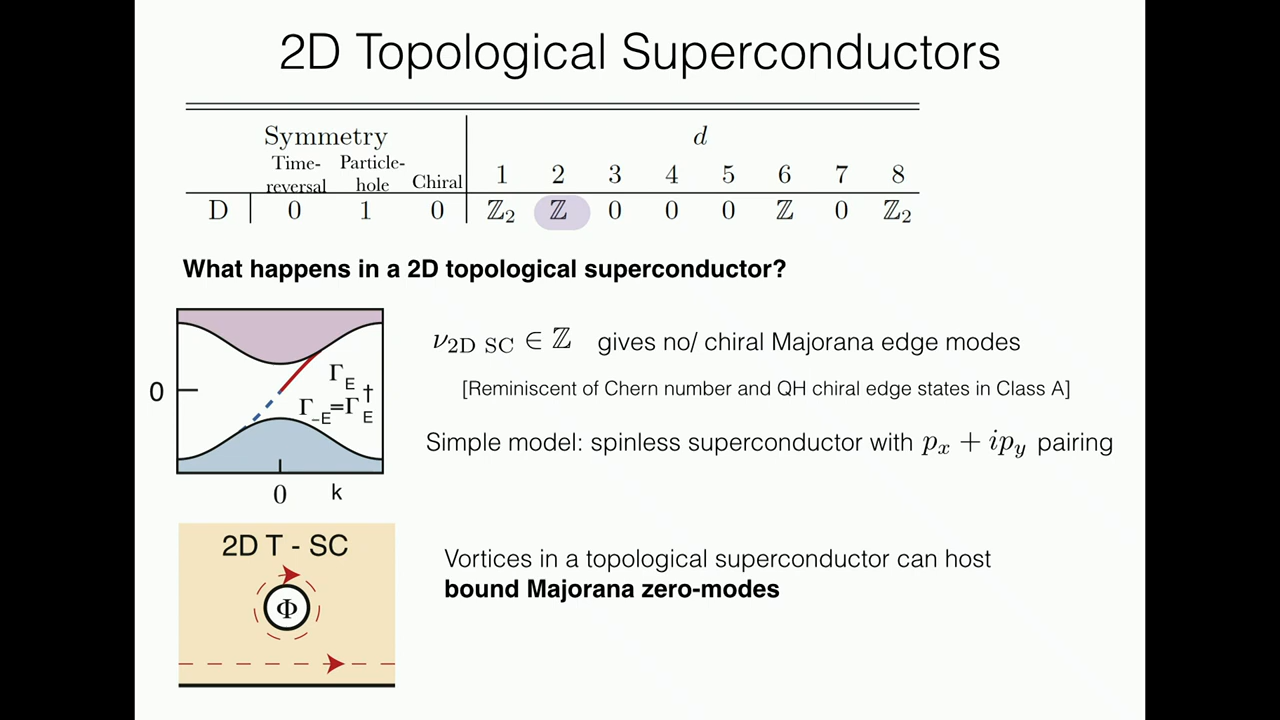 2D Topological Superconductors
Symmetry d
Time-reversal Particle-hole Chiral 1 2 3 4 5 6 7 8
D 0 1 0 ℤ₂ ℤ 0 0 0 ℤ 0 ℤ₂
What happens in a 2D topological superconductor?
ν₂D SC ∈ ℤ gives no/ chiral Majorana edge modes
[Reminiscent of Chern number and QH chiral edge states in Class A]
Simple model: spinless superconductor with pₓ + ip_y pairing
Γ_E
0
Γ_-E=Γ_E†
0 k
2D T - SC
Φ
Vortices in a topological superconductor can host
bound Majorana zero-modes